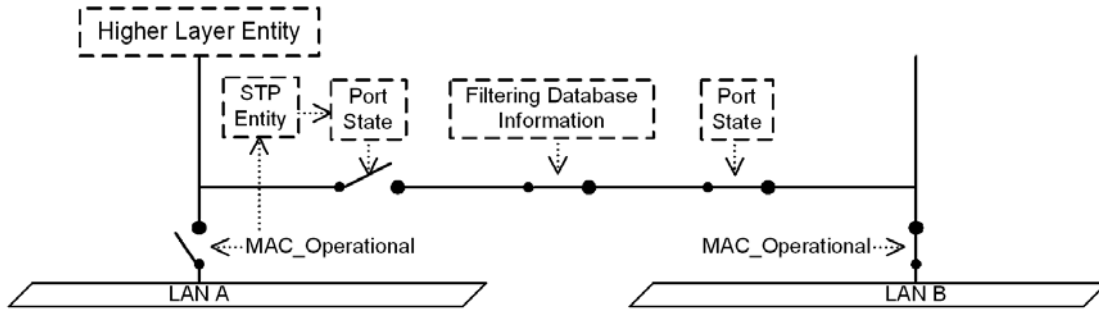 Higher Layer Entity
STP
Entity
Port
State
Filtering Database
Information
Port
State
MAC_Operational
MAC_Operational
LAN A
LAN B